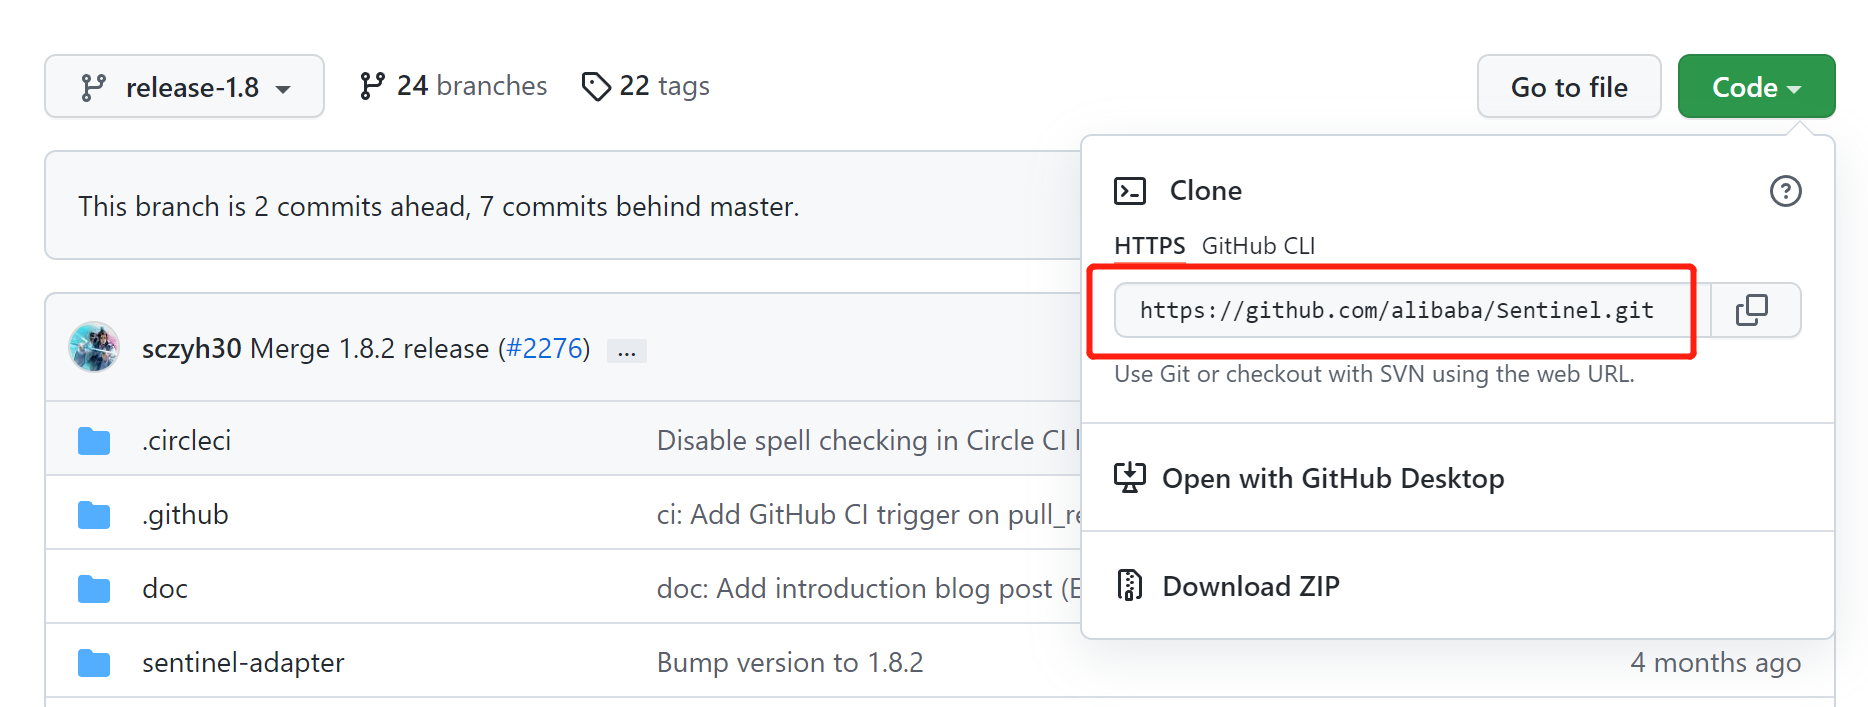 release-1.8
24 branches
22 tags
Go to file
Code
This branch is 2 commits ahead, 7 commits behind master.
Clone
HTTPS GitHub CLI
https://github.com/alibaba/Sentinel.git
Use Git or checkout with SVN using the web URL.
Open with GitHub Desktop
Download ZIP
sczyh30 Merge 1.8.2 release (#2276) ...
.circleci
Disable spell checking in Circle CI
.github
ci: Add GitHub CI trigger on pull_re
doc
doc: Add introduction blog post (
sentinel-adapter
Bump version to 1.8.2
4 months ago